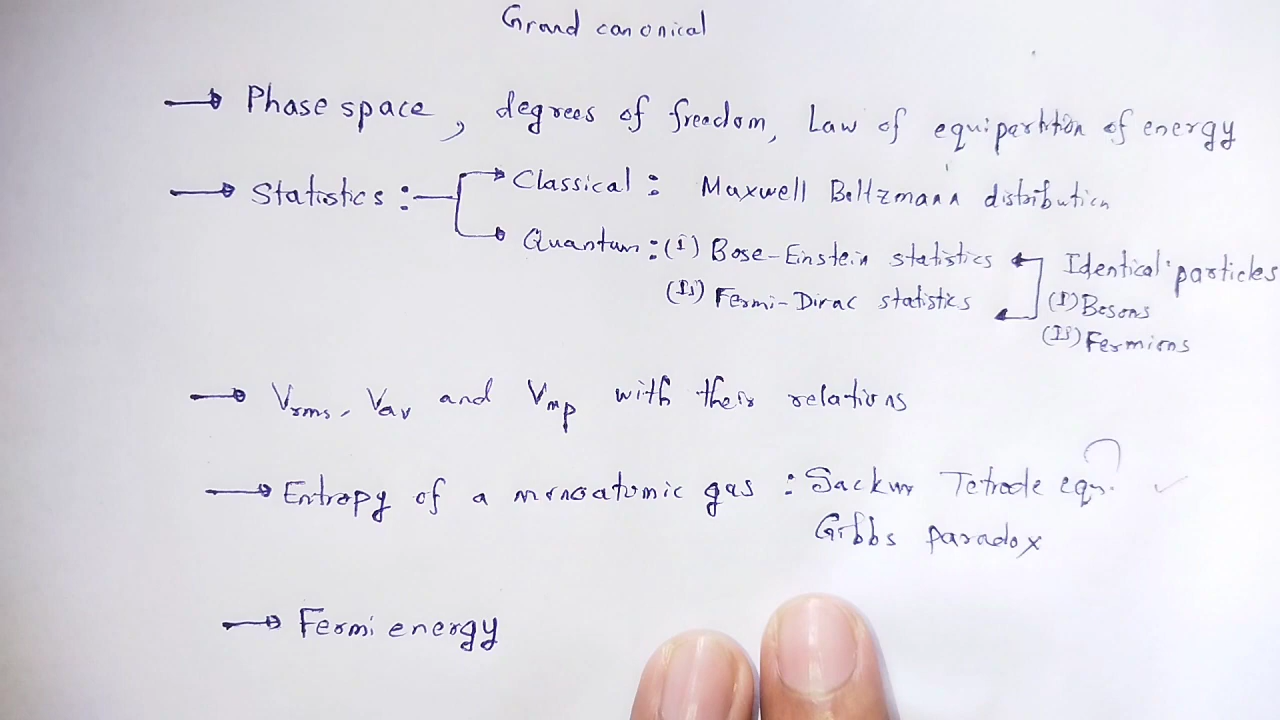 Grand canonical
→ Phase space, degrees of freedom, Law of equipartition of energy
→ Statistics :— → Classical : Maxwell Boltzmann distribution
→ Quantum : (I) Bose-Einstein statistics ← Identical particles
(II) Fermi-Dirac statistics ← (I) Bosons
(II) Fermions
→ Vrms, Vav and Vmp with their relations
→ Entropy of a monoatomic gas : Sackur Tetrode eqn.
Gibbs paradox
→ Fermi energy